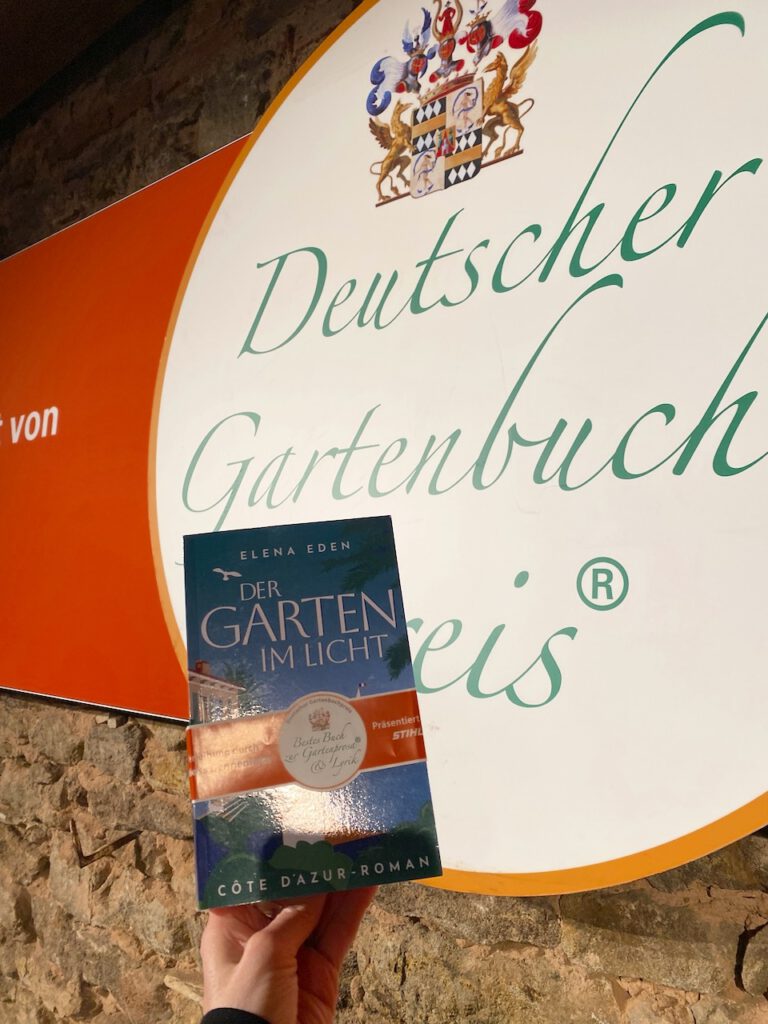 Deutscher
Gartenbuch
eis®
von
ELENA EDEN
DER
GARTEN
IM LICHT
Präsentiert
STIHL
Bestes Buch
zur Gartenprosa®
& Lyrik
CÔTE D'AZUR-ROMAN